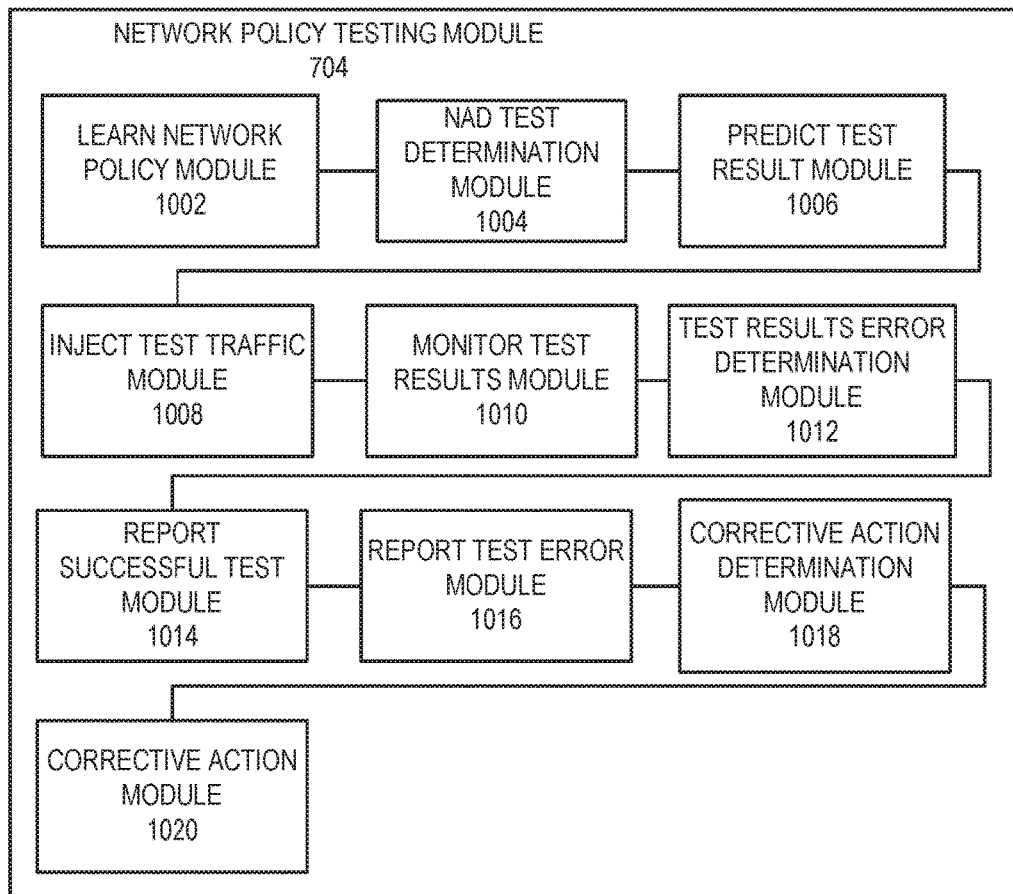 NETWORK POLICY TESTING MODULE
704
LEARN NETWORK
POLICY MODULE
1002
NAD TEST
DETERMINATION
MODULE
1004
PREDICT TEST
RESULT MODULE
1006
INJECT TEST TRAFFIC
MODULE
1008
MONITOR TEST
RESULTS MODULE
1010
TEST RESULTS ERROR
DETERMINATION
MODULE
1012
REPORT
SUCCESSFUL TEST
MODULE
1014
REPORT TEST ERROR
MODULE
1016
CORRECTIVE ACTION
DETERMINATION
MODULE
1018
CORRECTIVE ACTION
MODULE
1020